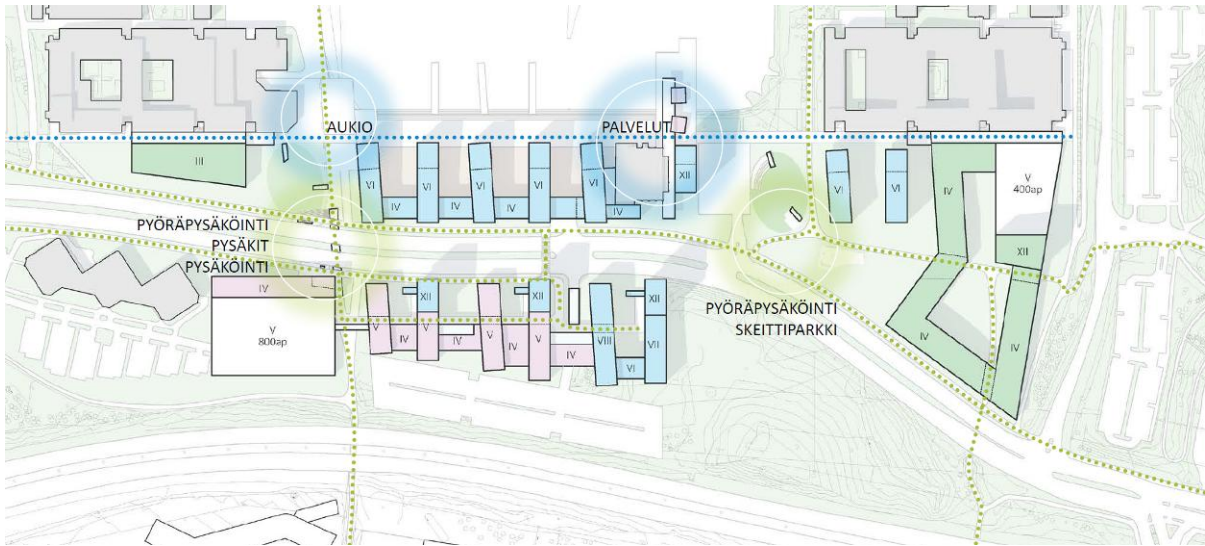 AUKIO
PALVELUT
III
VI
VI
VI
VI
VI
XII
IV
IV
IV
IV
VI
VI
IV
V
400ap
XII
IV
IV
PYÖRÄPYSÄKÖINTI
PYSÄKIT
PYSÄKÖINTI
PYÖRÄPYSÄKÖINTI
SKEITTIPARKKI
IV
V
800ap
V
IV
XII
V
IV
V
IV
XII
V
IV
VIII
VI
XII
VII